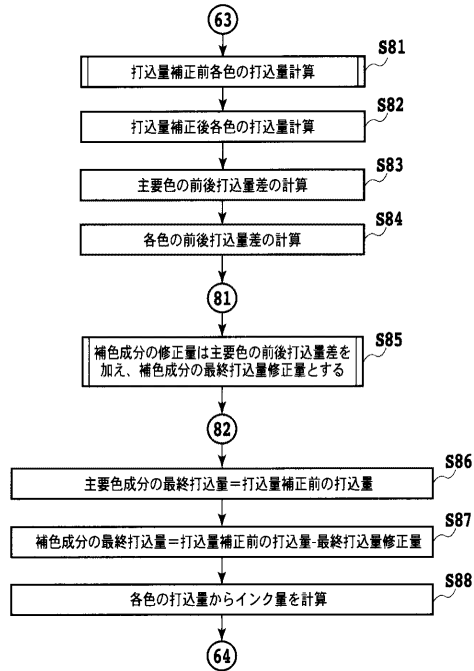 63
S81
打込量補正前各色の打込量計算
S82
打込量補正後各色の打込量計算
S83
主要色の前後打込量差の計算
S84
各色の前後打込量差の計算
81
S85
補色成分の修正量は主要色の前後打込量差を
加え、補色成分の最終打込量修正量とする
82
S86
主要色成分の最終打込量＝打込量補正前の打込量
S87
補色成分の最終打込量＝打込量補正前の打込量-最終打込量修正量
S88
各色の打込量からインク量を計算
64